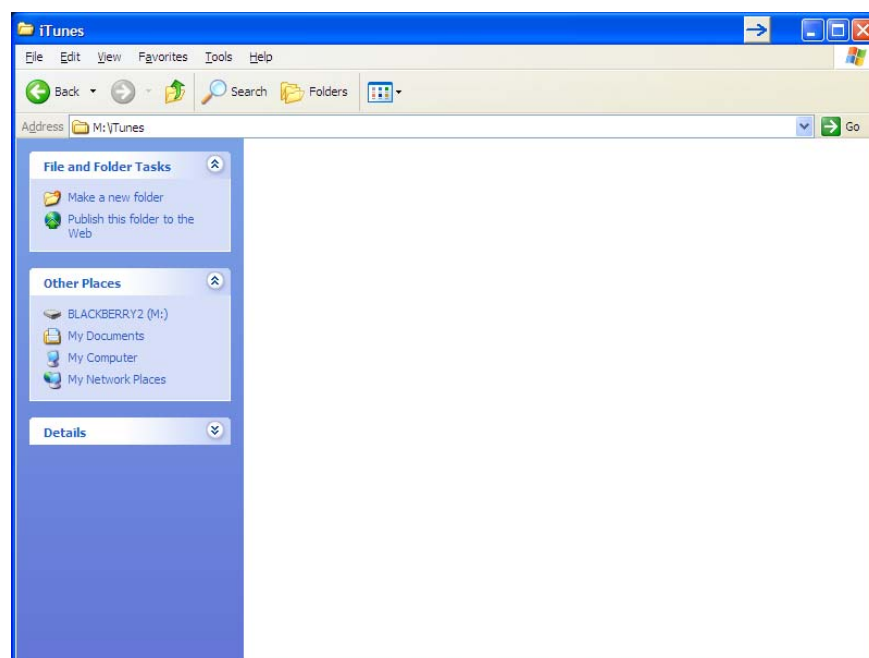 iTunes
File Edit View Favorites Tools Help
Back Search Folders
Address M:\iTunes Go
File and Folder Tasks
Make a new folder
Publish this folder to the
Web
Other Places
BLACKBERRY2 (M:)
My Documents
My Computer
My Network Places
Details